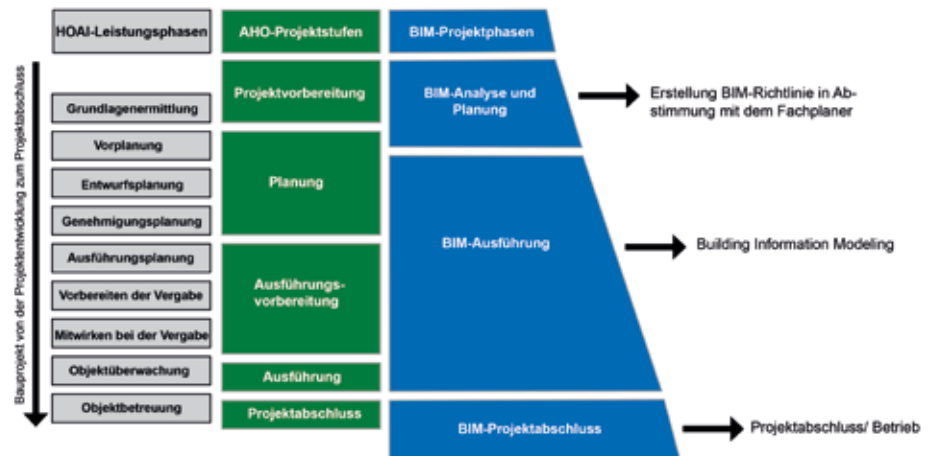 HOAI-Leistungsphasen
AHO-Projektstufen
BIM-Projektphasen
Bauprojekt von der Projektentwicklung zum Projektabschluss
Grundlagenermittlung
Vorplanung
Entwurfsplanung
Genehmigungsplanung
Ausführungsplanung
Vorbereiten der Vergabe
Mitwirken bei der Vergabe
Objektüberwachung
Objektbetreuung
Projektvorbereitung
Planung
Ausführungs-
vorbereitung
Ausführung
Projektabschluss
BIM-Analyse und
Planung
BIM-Ausführung
BIM-Projektabschluss
Erstellung BIM-Richtlinie in Ab-
stimmung mit dem Fachplaner
Building Information Modeling
Projektabschluss/ Betrieb